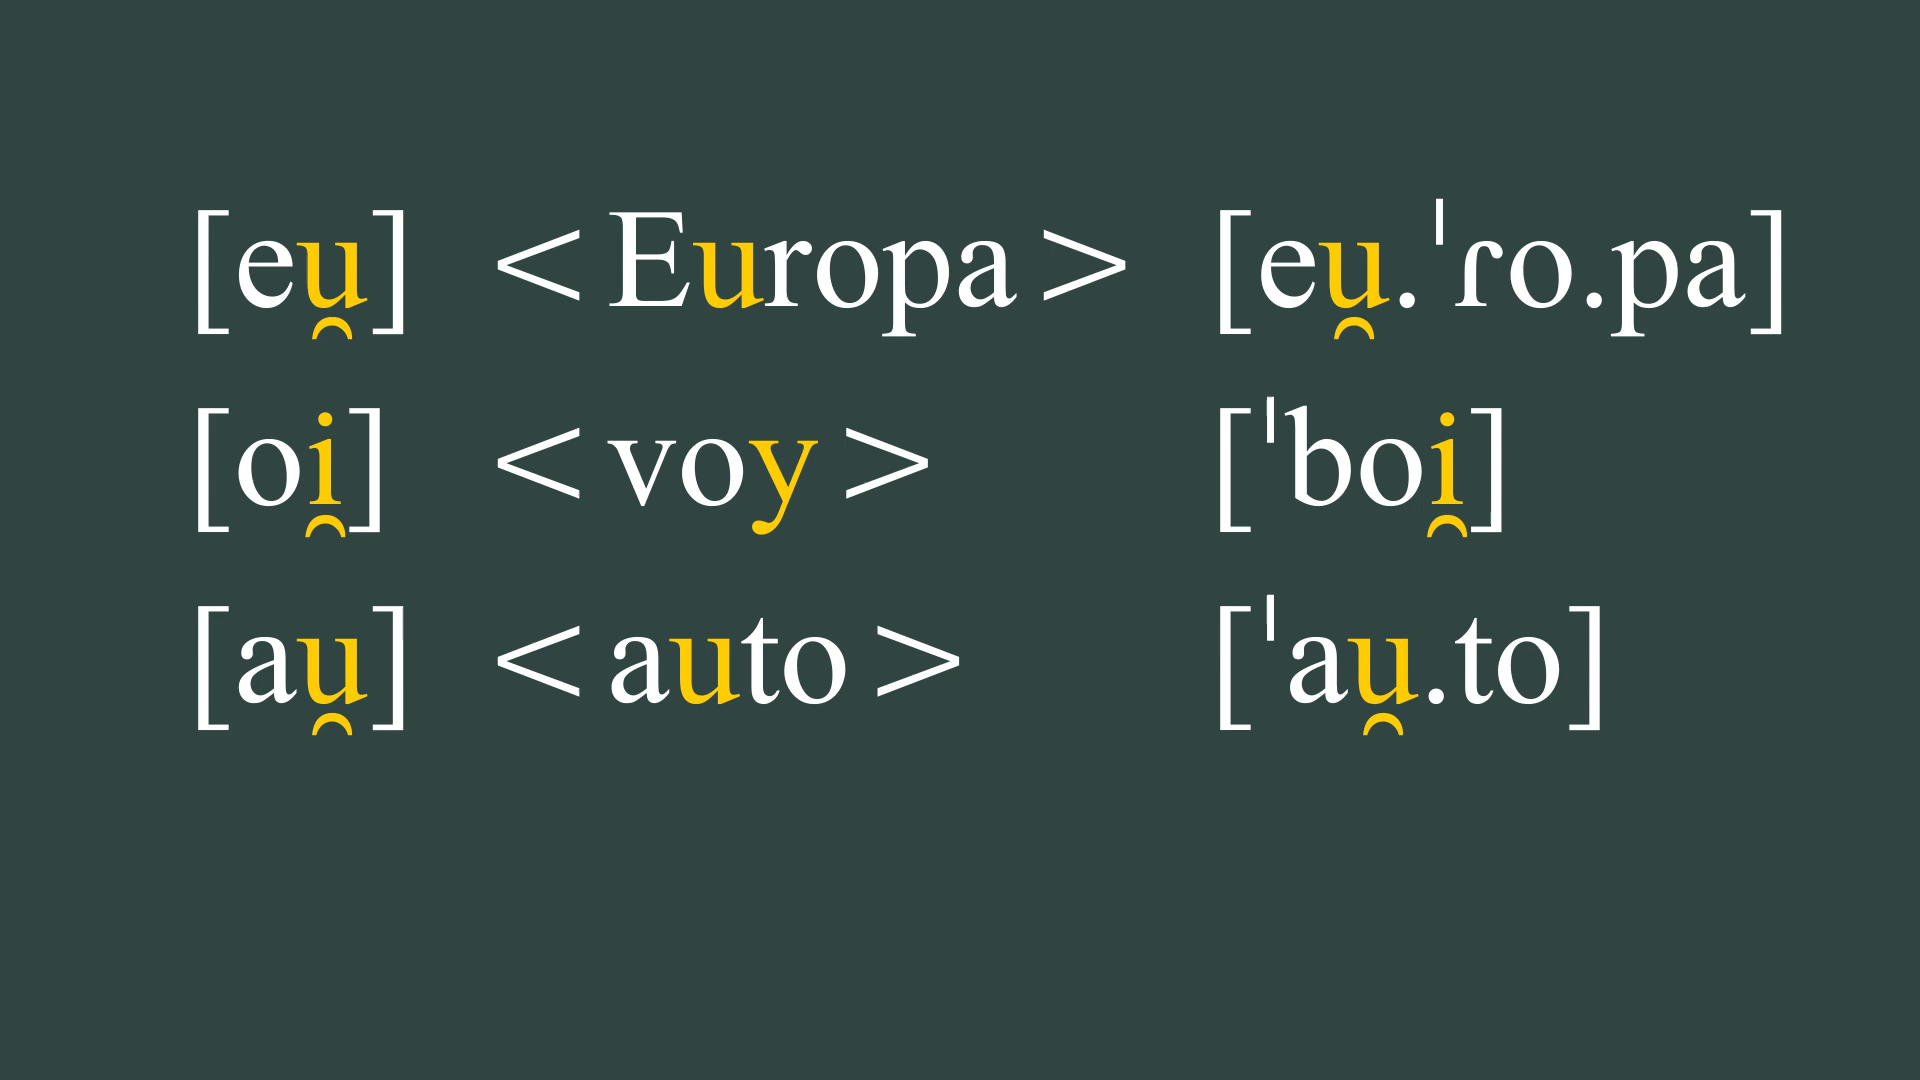 [eu̯] <Europa> [eu̯.ˈɾo.pa]
[oi̯] <voy> [ˈboi̯]
[au̯] <auto> [ˈau̯.to]